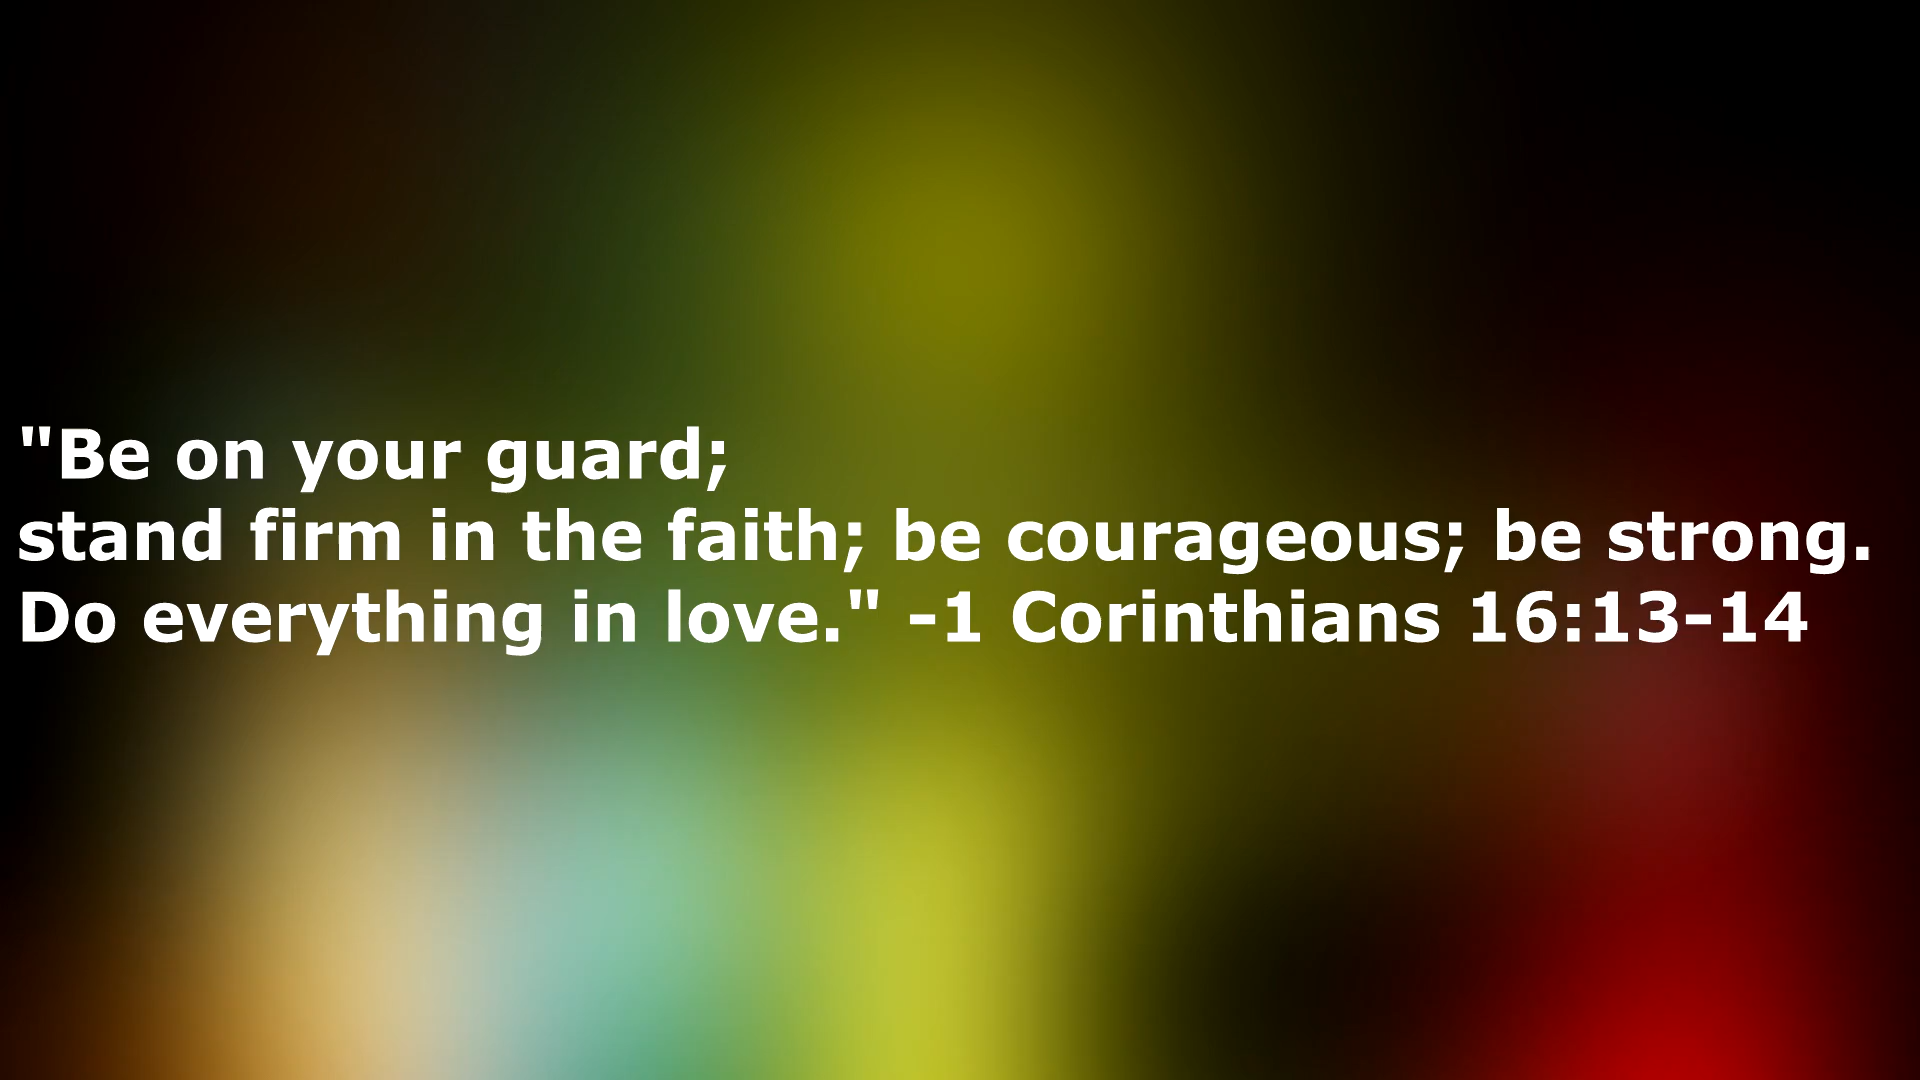 "Be on your guard;
stand firm in the faith; be courageous; be strong.
Do everything in love." -1 Corinthians 16:13-14